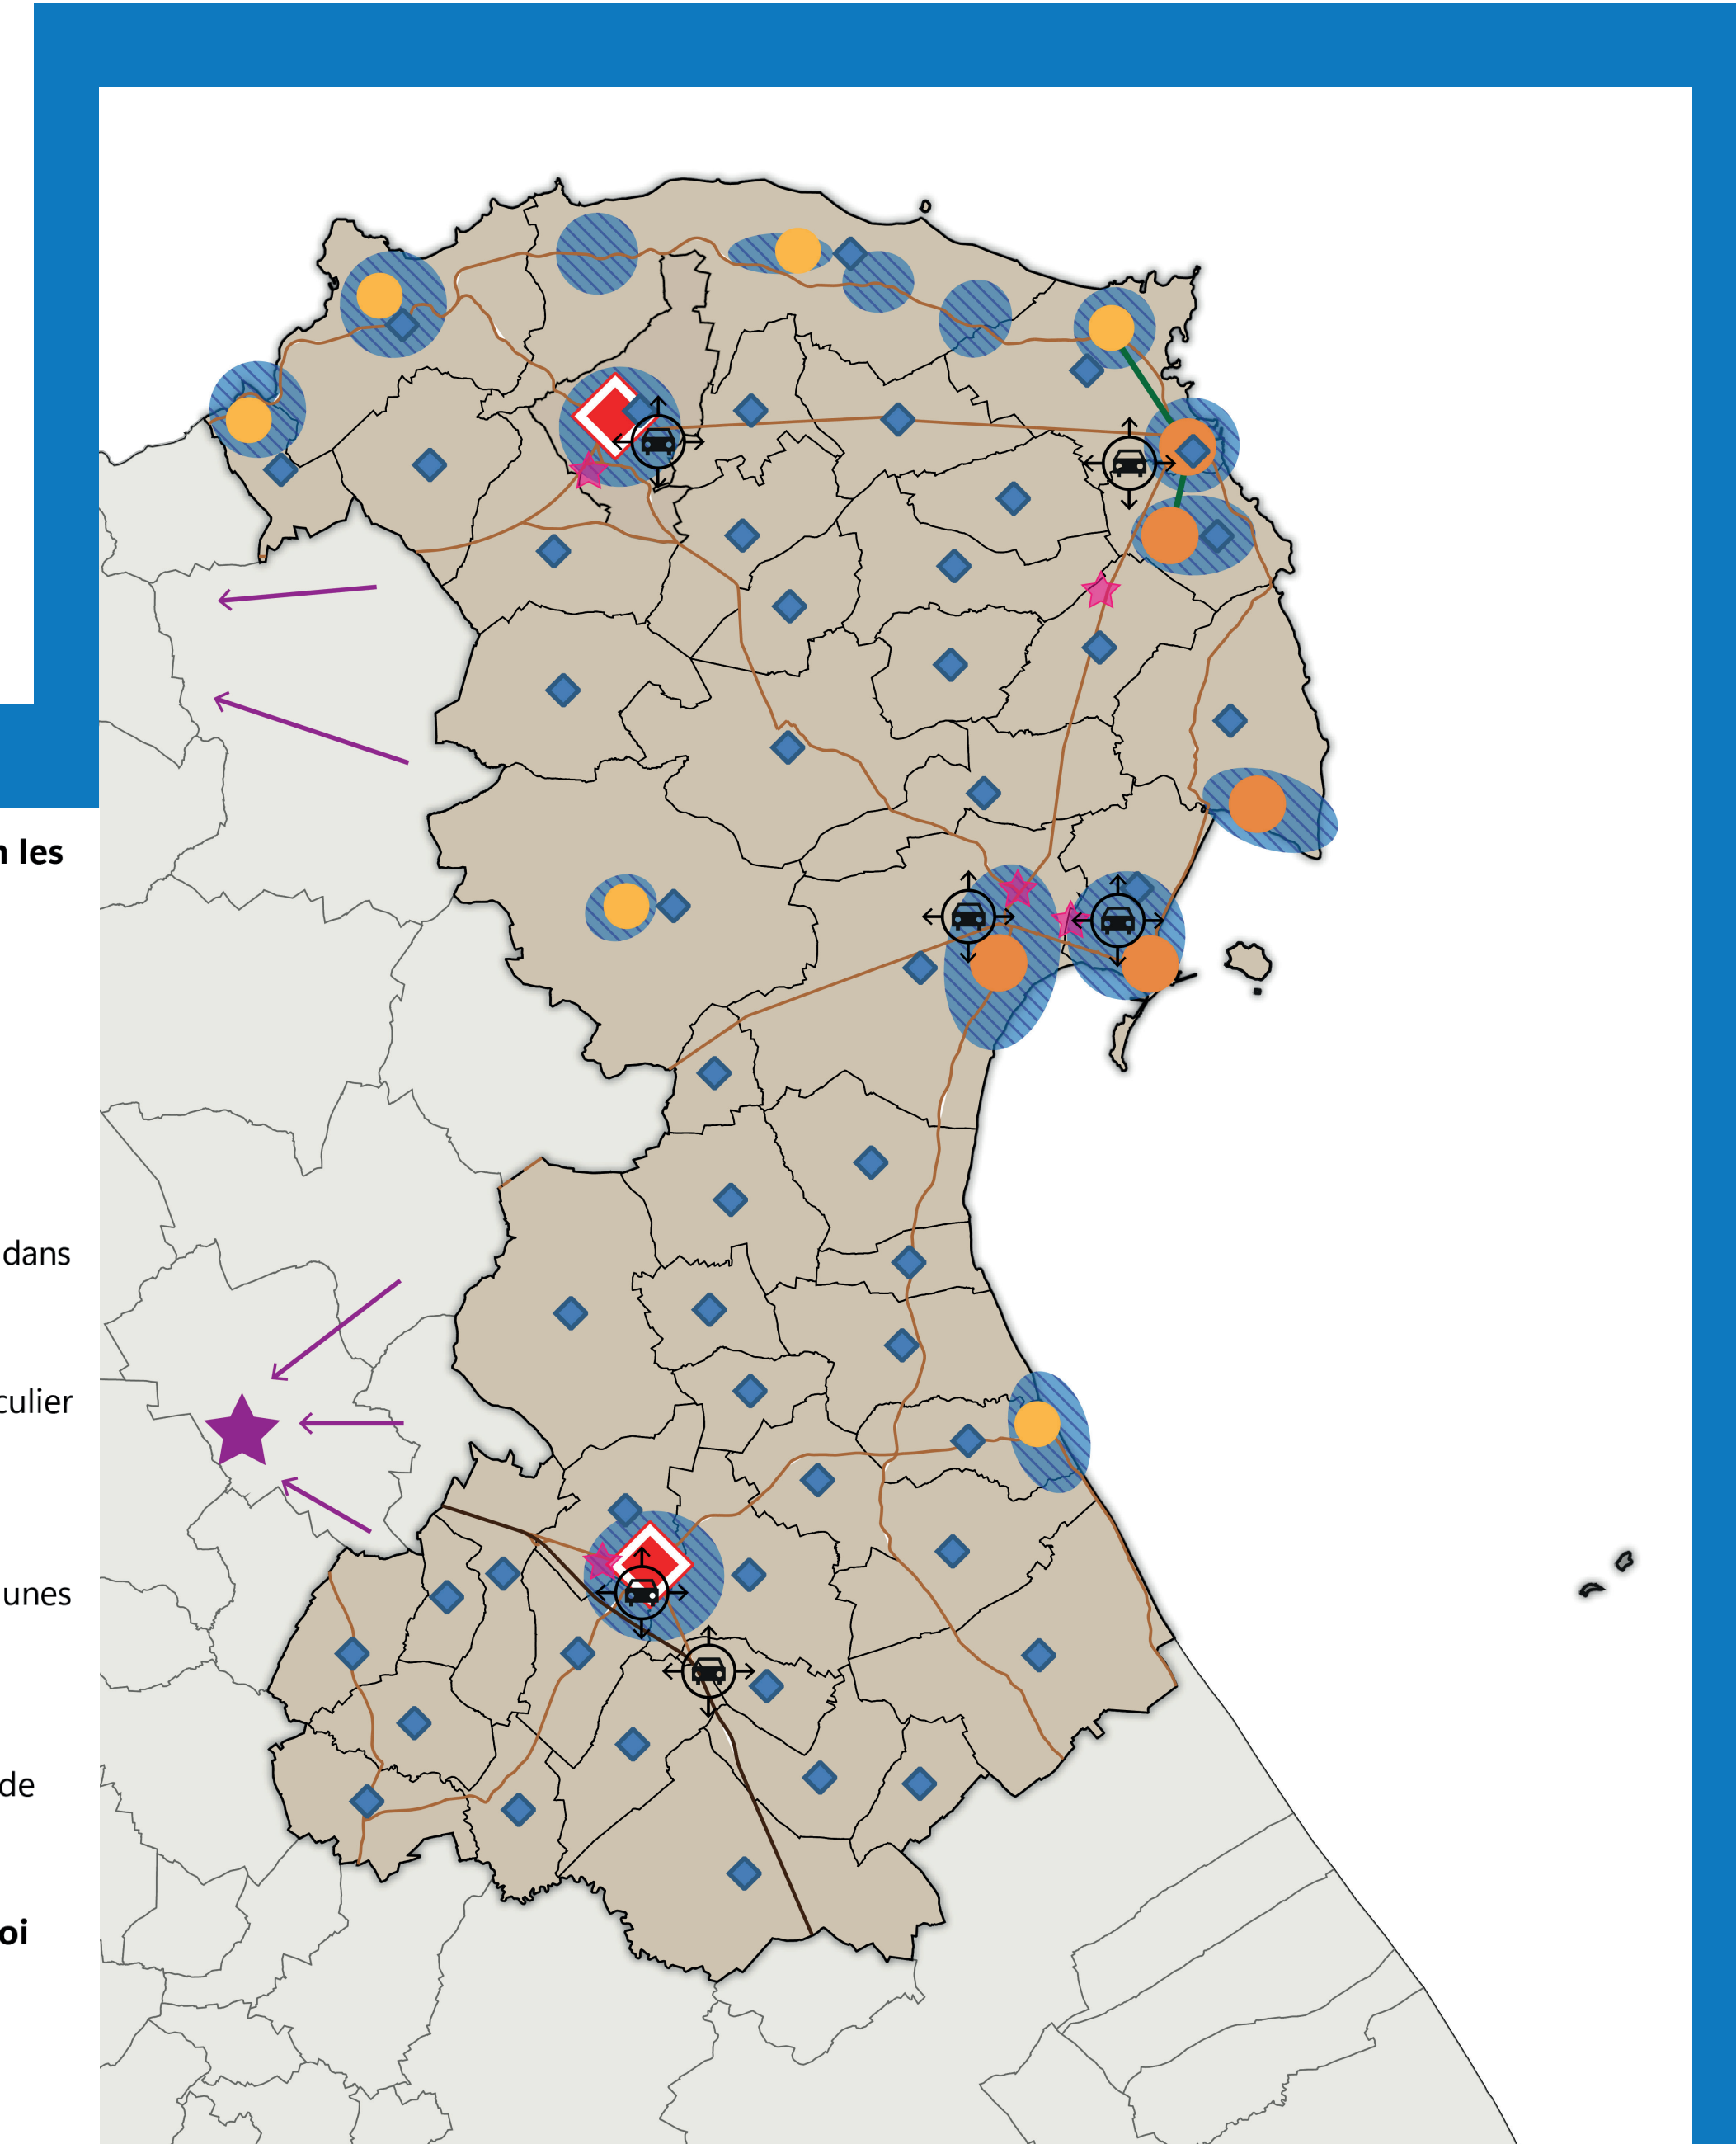 n les
dans
culier
unes
de
oi